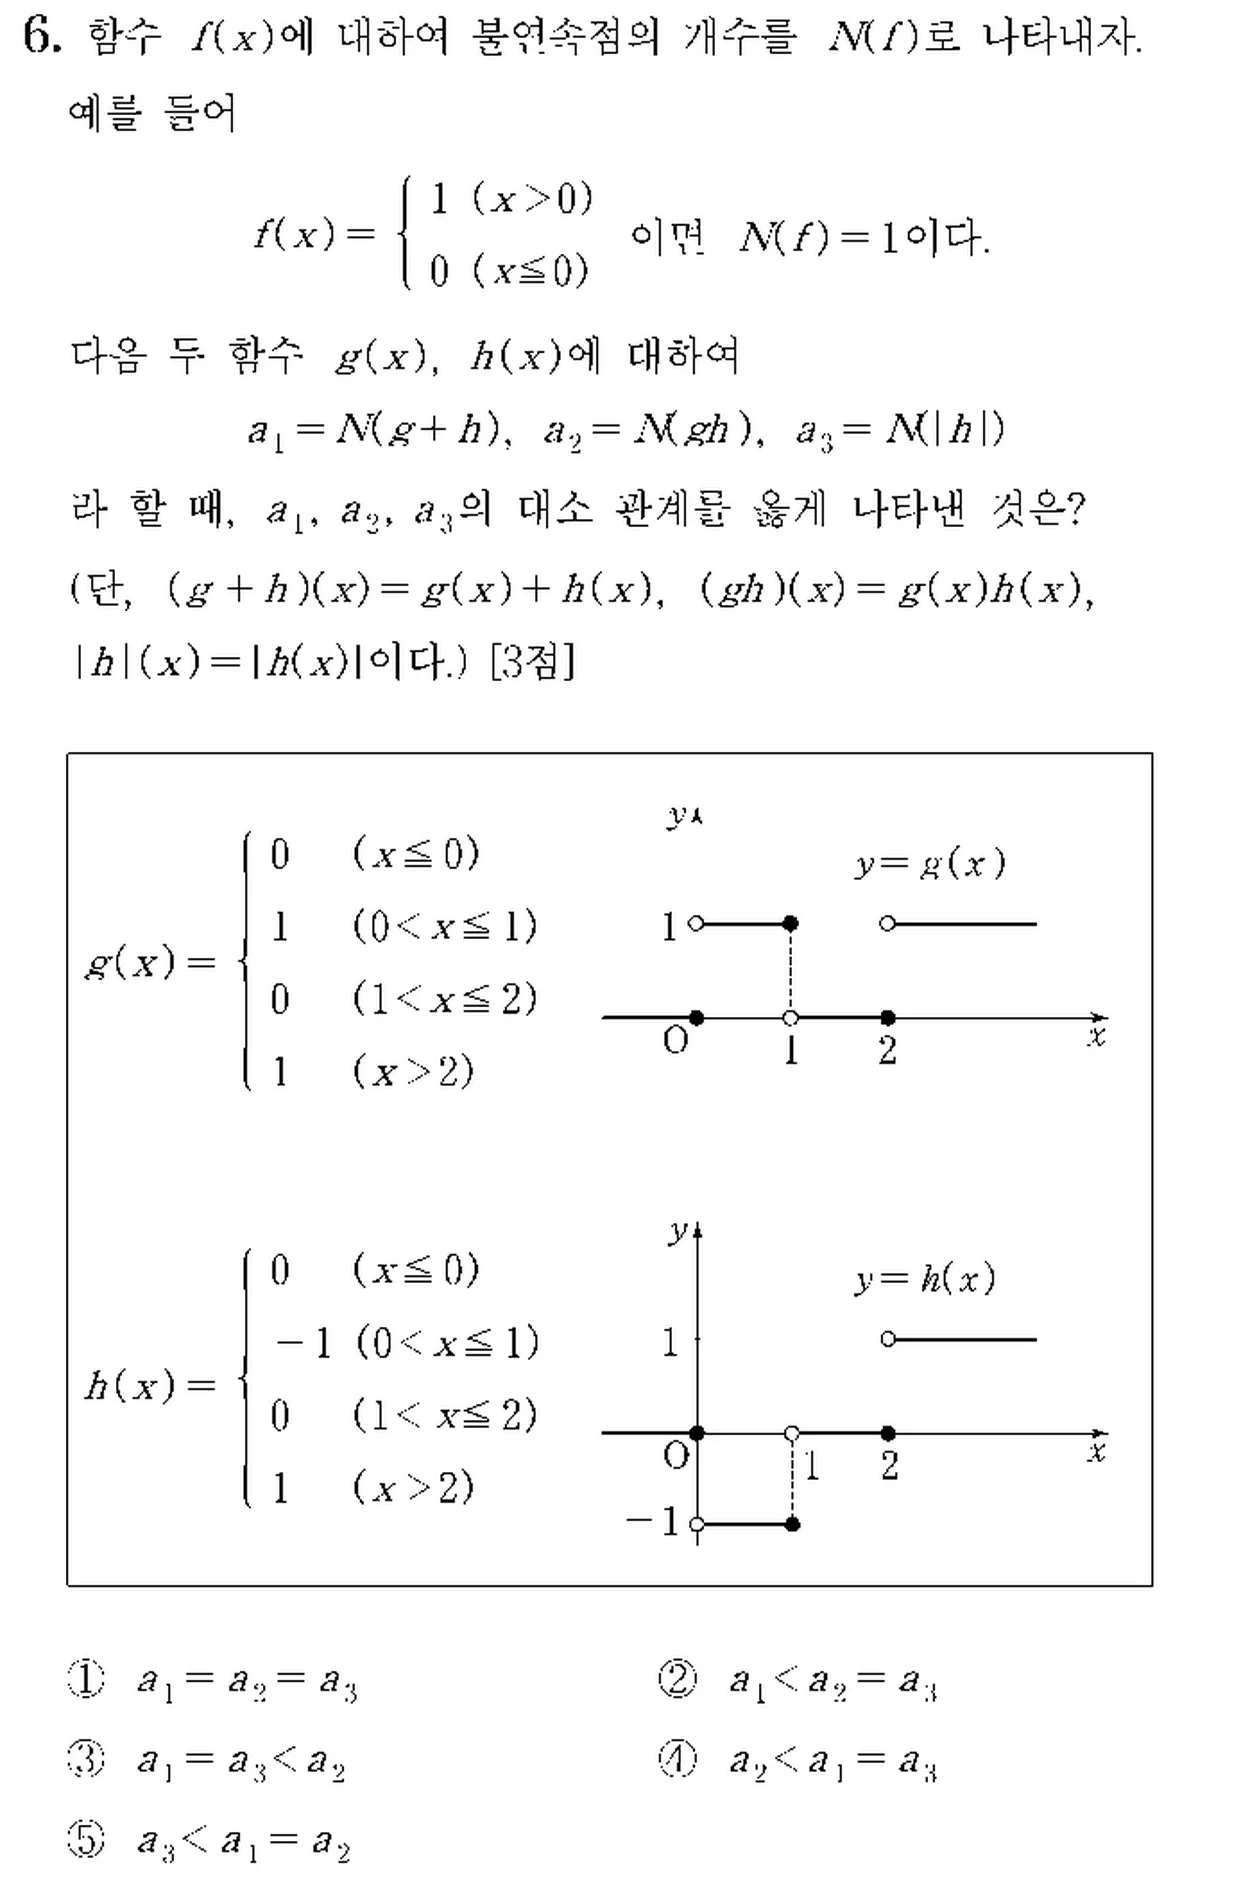 6. 함수 f(x)에 대하여 불연속점의 개수를 N(f)로 나타내자.
예를 들어
f(x)= { 1 (x>0)
0 (x≦0) 이면 N(f)=1이다.
다음 두 함수 g(x), h(x)에 대하여
a₁=N(g+h), a₂=N(gh), a₃=N(|h|)
라 할 때, a₁, a₂, a₃의 대소 관계를 옳게 나타낸 것은?
(단, (g+h)(x)=g(x)+h(x), (gh)(x)=g(x)h(x),
|h|(x)=|h(x)|이다.) [3점]
g(x)= { 0 (x≦0)
1 (0<x≦1)
0 (1<x≦2)
1 (x>2)
y
y=g(x)
1
O 1 2 x
h(x)= { 0 (x≦0)
-1 (0<x≦1)
0 (1<x≦2)
1 (x>2)
y
y=h(x)
1
O 1 2 x
-1
① a₁=a₂=a₃
② a₁<a₂=a₃
③ a₁=a₃<a₂
④ a₂<a₁=a₃
⑤ a₃<a₁=a₂